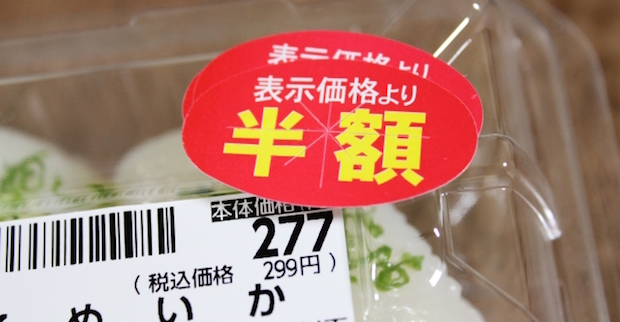 表示価格より
表示価格より
半額
本体価格
277
(税込価格 299円)
めいか